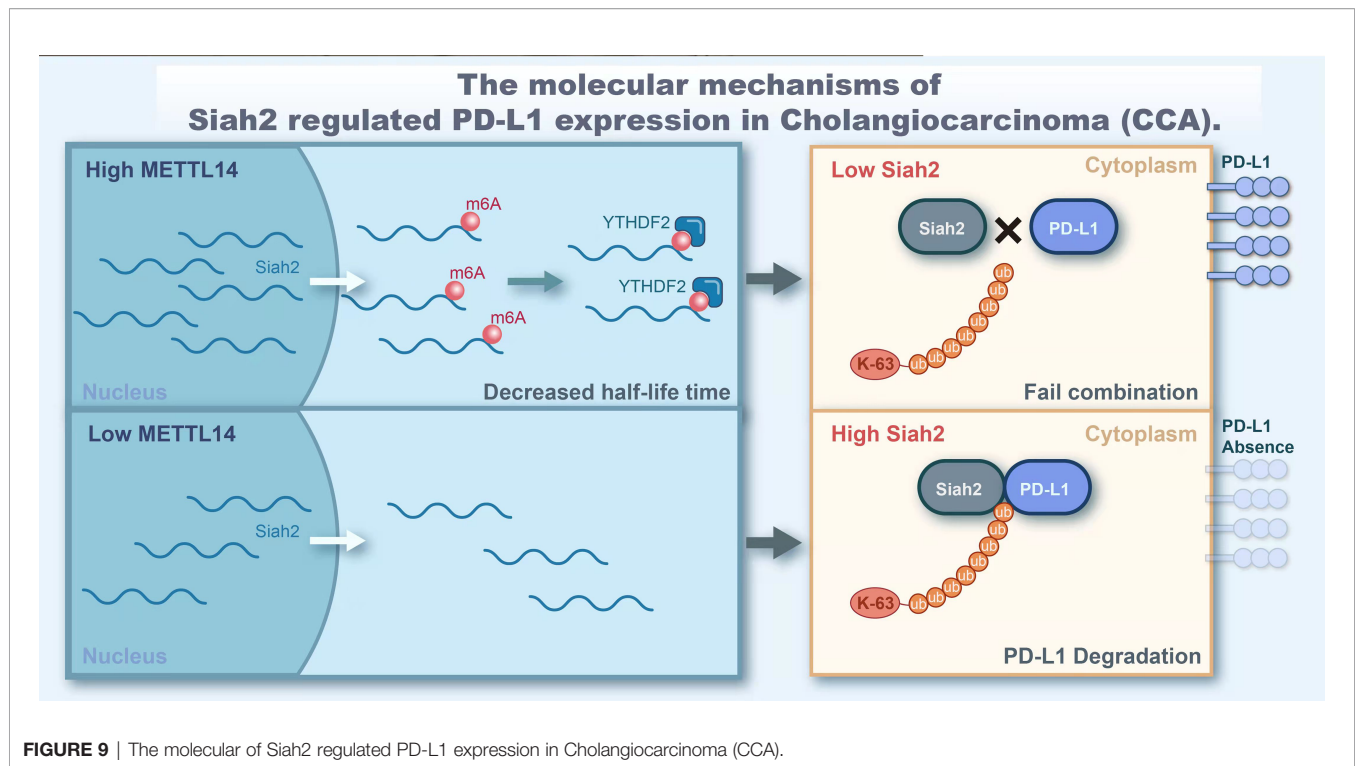 The molecular mechanisms of
Siah2 regulated PD-L1 expression in Cholangiocarcinoma (CCA).
High METTL14
Siah2
Nucleus
m6A
m6A
m6A
YTHDF2
YTHDF2
Decreased half-life time
Low Siah2
Cytoplasm
Siah2
PD-L1
ub
ub
ub
ub
ub
ub
ub
ub
K-63
Fail combination
PD-L1
Low METTL14
Siah2
Nucleus
High Siah2
Cytoplasm
Siah2
PD-L1
ub
ub
ub
ub
ub
ub
ub
ub
K-63
PD-L1 Degradation
PD-L1
Absence
FIGURE 9 | The molecular of Siah2 regulated PD-L1 expression in Cholangiocarcinoma (CCA).